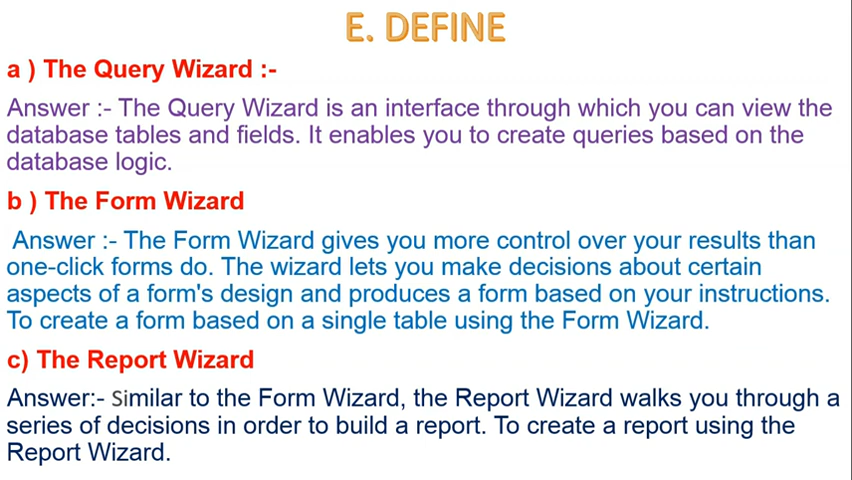 E. DEFINE
a ) The Query Wizard :-
Answer :- The Query Wizard is an interface through which you can view the
database tables and fields. It enables you to create queries based on the
database logic.
b ) The Form Wizard
Answer :- The Form Wizard gives you more control over your results than
one-click forms do. The wizard lets you make decisions about certain
aspects of a form's design and produces a form based on your instructions.
To create a form based on a single table using the Form Wizard.
c) The Report Wizard
Answer:- Similar to the Form Wizard, the Report Wizard walks you through a
series of decisions in order to build a report. To create a report using the
Report Wizard.